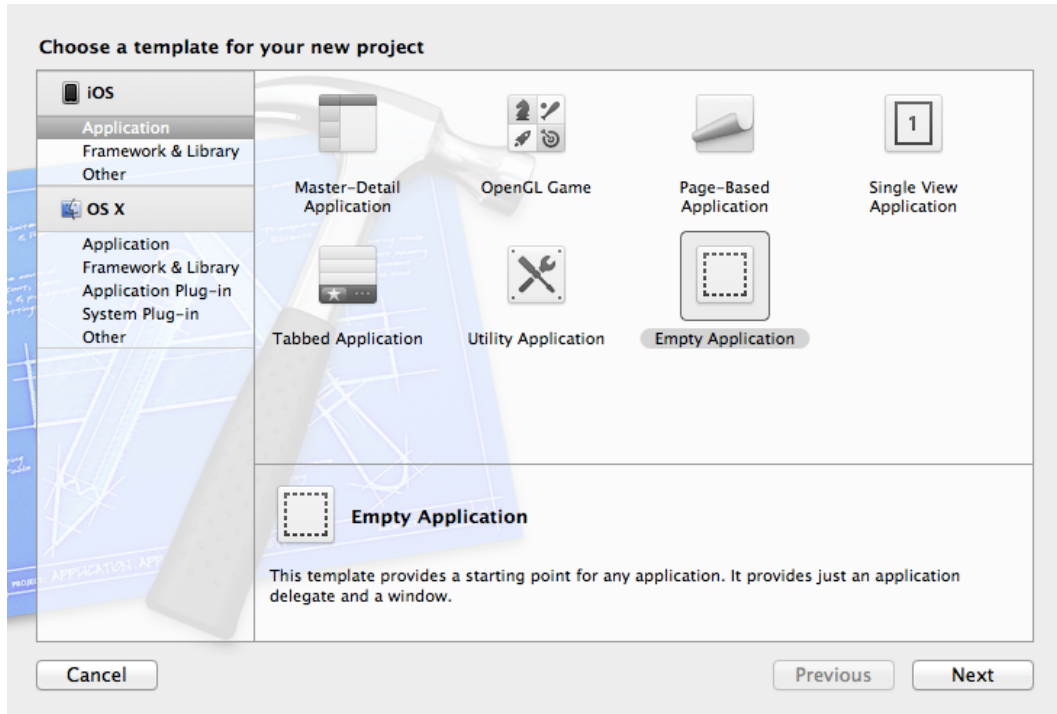 Choose a template for your new project
iOS
Application
Framework & Library
Other
OS X
Application
Framework & Library
Application Plug-in
System Plug-in
Other
Master-Detail
Application
OpenGL Game
Page-Based
Application
1
Single View
Application
Tabbed Application
Utility Application
Empty Application
Empty Application
This template provides a starting point for any application. It provides just an application
delegate and a window.
Cancel
Previous
Next